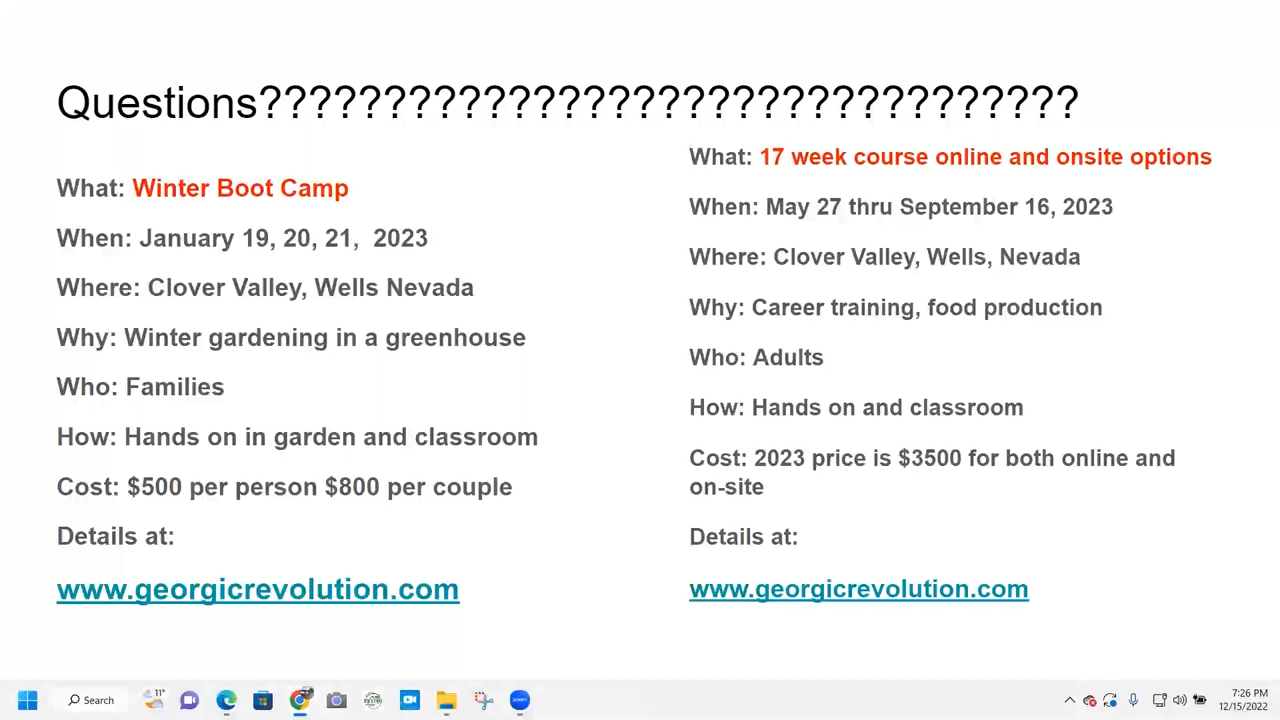 Questions?????????????????????????????????
What: Winter Boot Camp
When: January 19, 20, 21,  2023
Where: Clover Valley, Wells Nevada
Why: Winter gardening in a greenhouse
Who: Families
How: Hands on in garden and classroom
Cost: $500 per person $800 per couple
Details at:
www.georgicrevolution.com
What: 17 week course online and onsite options
When: May 27 thru September 16, 2023
Where: Clover Valley, Wells, Nevada
Why: Career training, food production
Who: Adults
How: Hands on and classroom
Cost: 2023 price is $3500 for both online and
on-site
Details at:
www.georgicrevolution.com
11°
Search
zoom
7:26 PM
12/15/2022